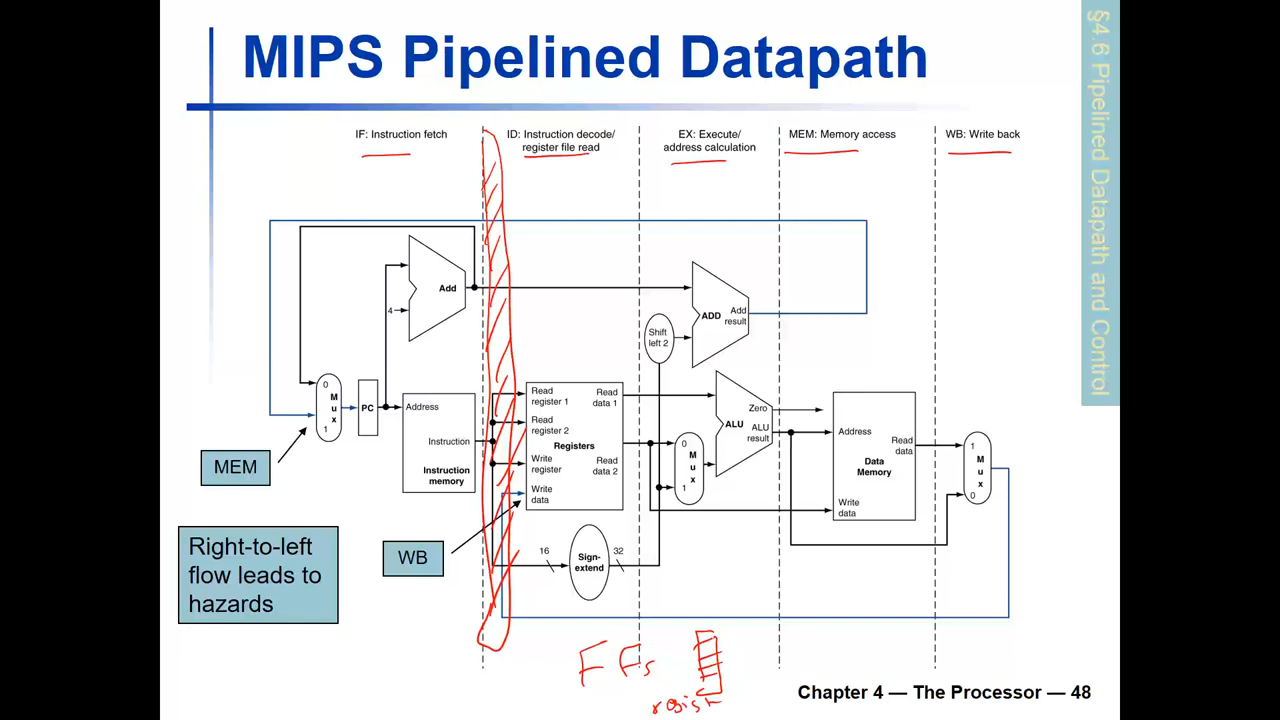 MIPS Pipelined Datapath
§4.6 Pipelined Datapath and Control
IF: Instruction fetch
ID: Instruction decode/
register file read
EX: Execute/
address calculation
MEM: Memory access
WB: Write back
Add
4
ADD
Add
result
Shift
left 2
0
M
u
x
1
PC
Address
Instruction
Instruction
memory
Read
register 1
Read
register 2
Write
register
Write
data
Registers
Read
data 1
Read
data 2
0
M
u
x
1
Zero
ALU
ALU
result
Address
Write
data
Data
Memory
Read
data
1
M
u
x
0
16
Sign-
extend
32
MEM
WB
Right-to-left
flow leads to
hazards
FFs
Chapter 4 — The Processor — 48